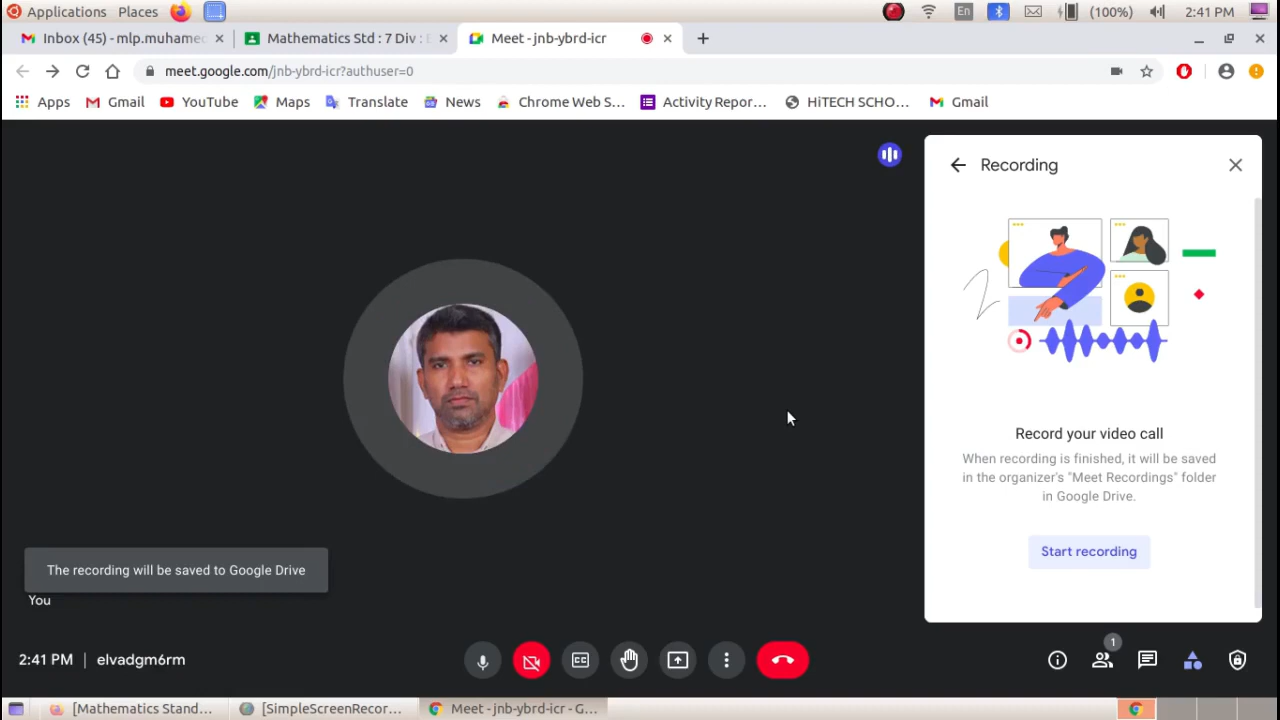 Applications Places En (100%) 2:41 PM
Inbox (45) - mlp.muhamed Mathematics Std : 7 Div : Meet - jnb-ybrd-icr
meet.google.com/jnb-ybrd-icr?authuser=0
Apps Gmail YouTube Maps Translate News Chrome Web S... Activity Repor... HiTECH SCHO... Gmail
Recording
Record your video call
When recording is finished, it will be saved
in the organizer's "Meet Recordings" folder
in Google Drive.
Start recording
The recording will be saved to Google Drive
You
2:41 PM | elvadgm6rm
CC
1
[Mathematics Stand... [SimpleScreenRecor... Meet - jnb-ybrd-icr - G...